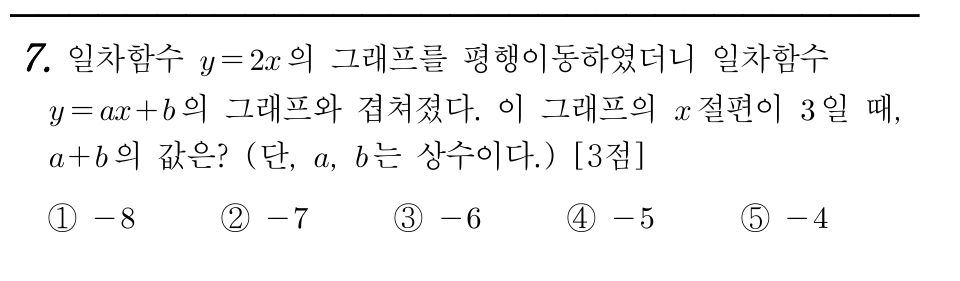 7. 일차함수 y=2x의 그래프를 평행이동하였더니 일차함수
y=ax+b의 그래프와 겹쳐졌다. 이 그래프의 x절편이 3일 때,
a+b의 값은? (단, a, b는 상수이다.) [3점]
① -8 ② -7 ③ -6 ④ -5 ⑤ -4